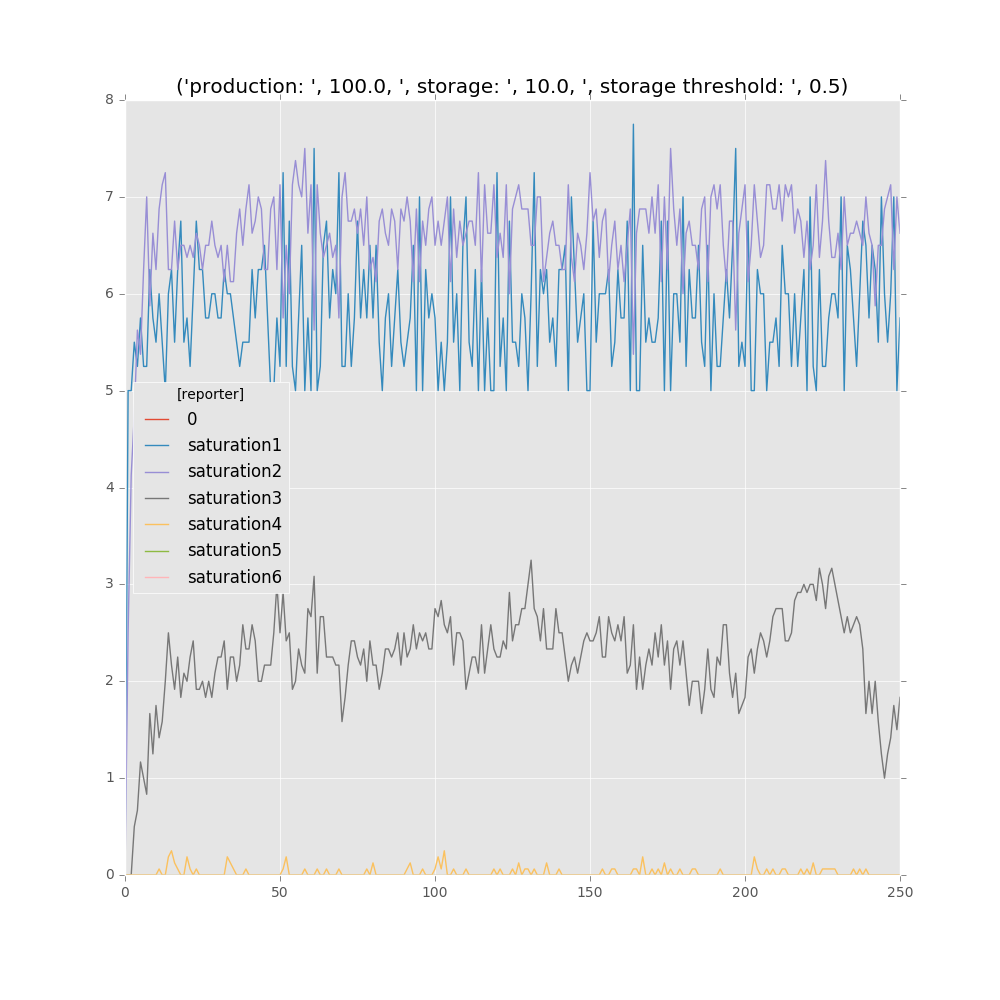 ('production: ', 100.0, ', storage: ', 10.0, ', storage threshold: ', 0.5)
8
7
6
5
4
3
2
1
0
[reporter]
0
saturation1
saturation2
saturation3
saturation4
saturation5
saturation6
0 50 100 150 200 250